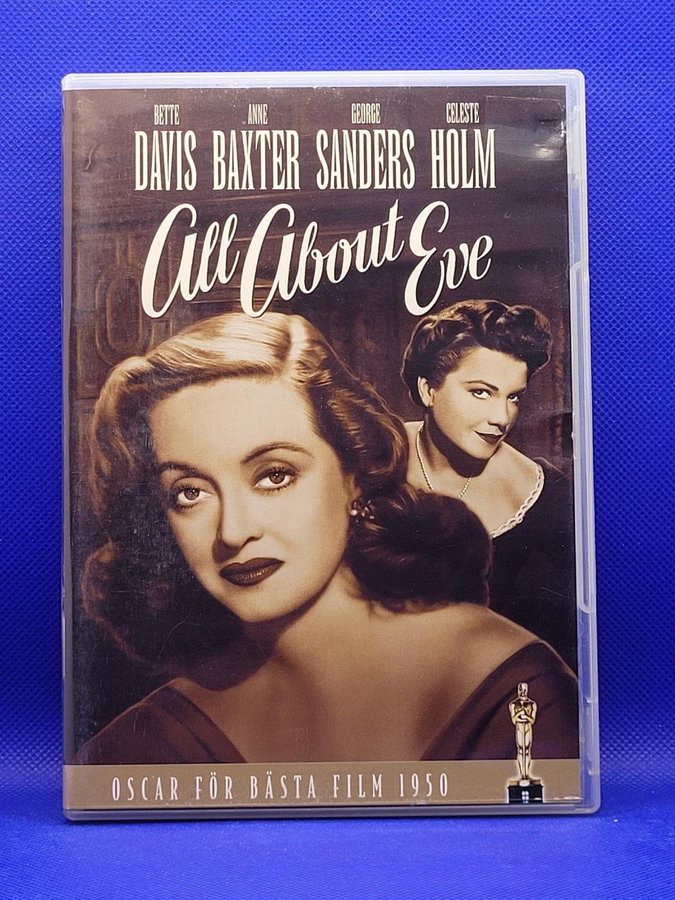 BETTE ANNE GEORGE CELESTE
DAVIS BAXTER SANDERS HOLM
All About Eve
OSCAR FÖR BÄSTA FILM 1950